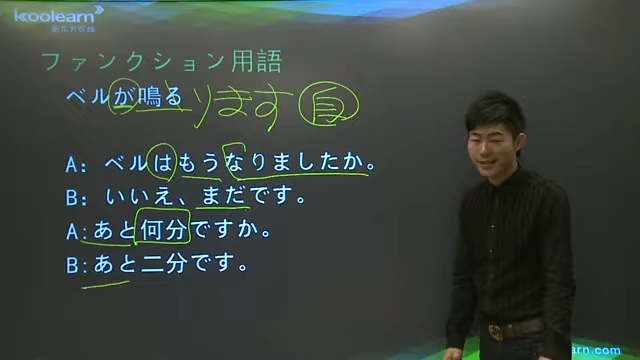 koolearn
新东方在线
ファンクション用語
ベルが鳴る ります 自
A：ベルはもうなりましたか。
B：いいえ、まだです。
A:あと何分ですか。
B:あと二分です。
rn.com